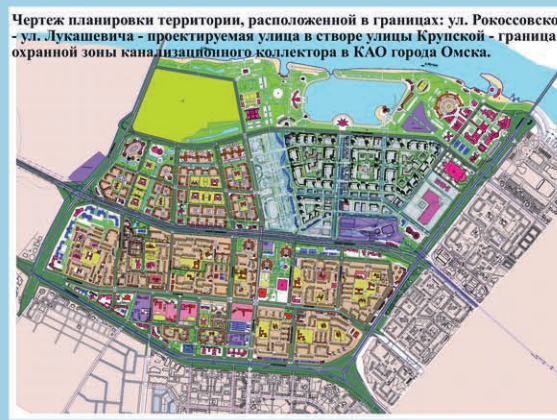 Чертеж планировки территории, расположенной в границах: ул. Рокоссовско
- ул. Лукашевича - проектируемая улица в створе улицы Крупской - граница
охранной зоны канализационного коллектора в КАО города Омска.